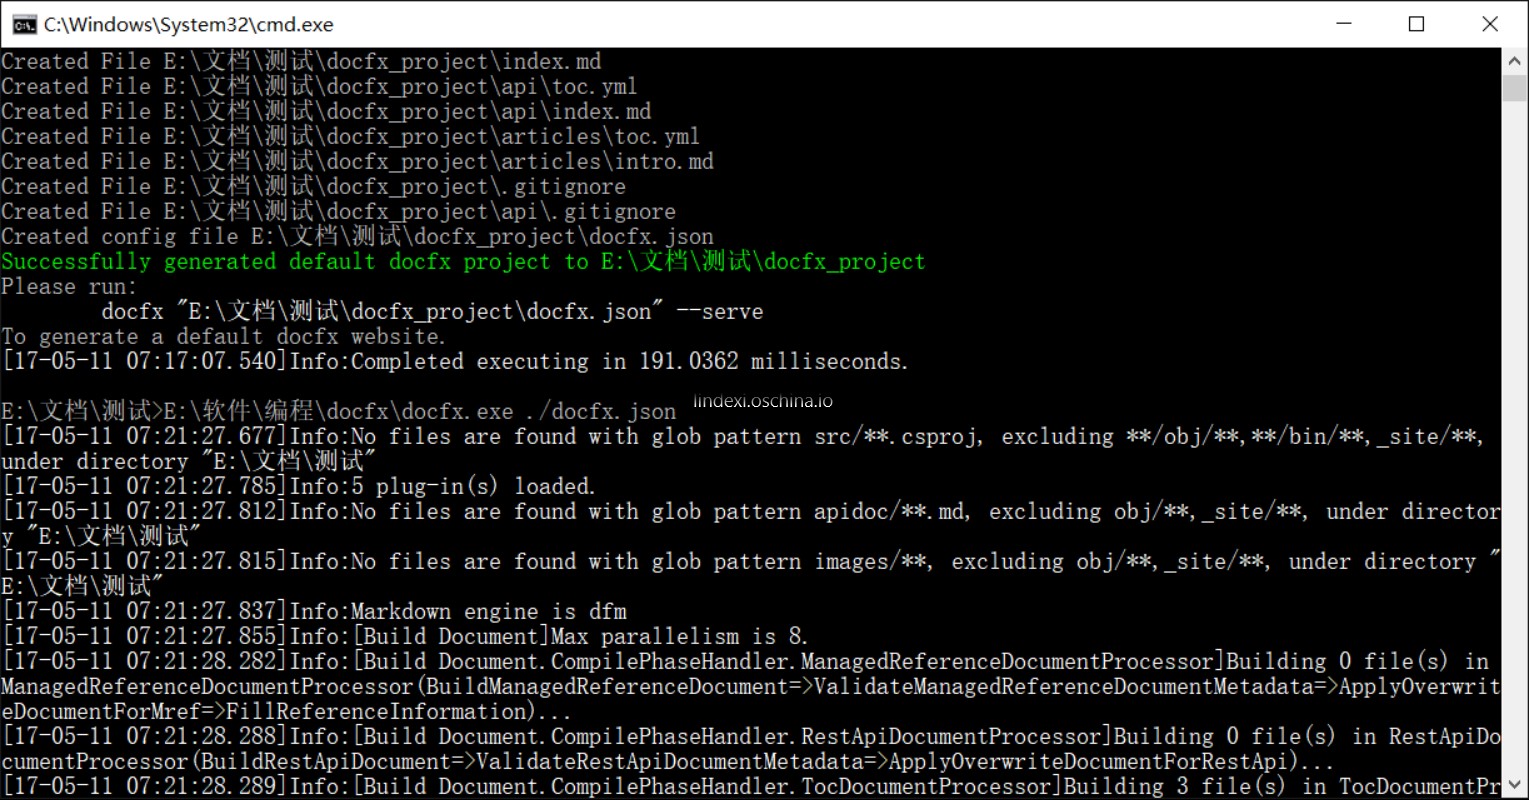 C:\Windows\System32\cmd.exe
Created File E:\文档\测试\docfx_project\index.md
Created File E:\文档\测试\docfx_project\api\toc.yml
Created File E:\文档\测试\docfx_project\api\index.md
Created File E:\文档\测试\docfx_project\articles\toc.yml
Created File E:\文档\测试\docfx_project\articles\intro.md
Created File E:\文档\测试\docfx_project\.gitignore
Created File E:\文档\测试\docfx_project\api\.gitignore
Created config file E:\文档\测试\docfx_project\docfx.json
Successfully generated default docfx project to E:\文档\测试\docfx_project
Please run:
docfx "E:\文档\测试\docfx_project\docfx.json" --serve
To generate a default docfx website.
[17-05-11 07:17:07.540]Info:Completed executing in 191.0362 milliseconds.
E:\文档\测试>E:\软件\编程\docfx\docfx.exe ./docfx.json
lindexi.oschina.io
[17-05-11 07:21:27.677]Info:No files are found with glob pattern src/**.csproj, excluding **/obj/**,**/bin/**,_site/**,
under directory "E:\文档\测试"
[17-05-11 07:21:27.785]Info:5 plug-in(s) loaded.
[17-05-11 07:21:27.812]Info:No files are found with glob pattern apidoc/**.md, excluding obj/**,_site/**, under director
y "E:\文档\测试"
[17-05-11 07:21:27.815]Info:No files are found with glob pattern images/**, excluding obj/**,_site/**, under directory "
E:\文档\测试"
[17-05-11 07:21:27.837]Info:Markdown engine is dfm
[17-05-11 07:21:27.855]Info:[Build Document]Max parallelism is 8.
[17-05-11 07:21:28.282]Info:[Build Document.CompilePhaseHandler.ManagedReferenceDocumentProcessor]Building 0 file(s) in
ManagedReferenceDocumentProcessor(BuildManagedReferenceDocument=>ValidateManagedReferenceDocumentMetadata=>ApplyOverwrit
eDocumentForMref=>FillReferenceInformation)...
[17-05-11 07:21:28.288]Info:[Build Document.CompilePhaseHandler.RestApiDocumentProcessor]Building 0 file(s) in RestApiDo
cumentProcessor(BuildRestApiDocument=>ValidateRestApiDocumentMetadata=>ApplyOverwriteDocumentForRestApi)...
[17-05-11 07:21:28.289]Info:[Build Document.CompilePhaseHandler.TocDocumentProcessor]Building 3 file(s) in TocDocumentPr